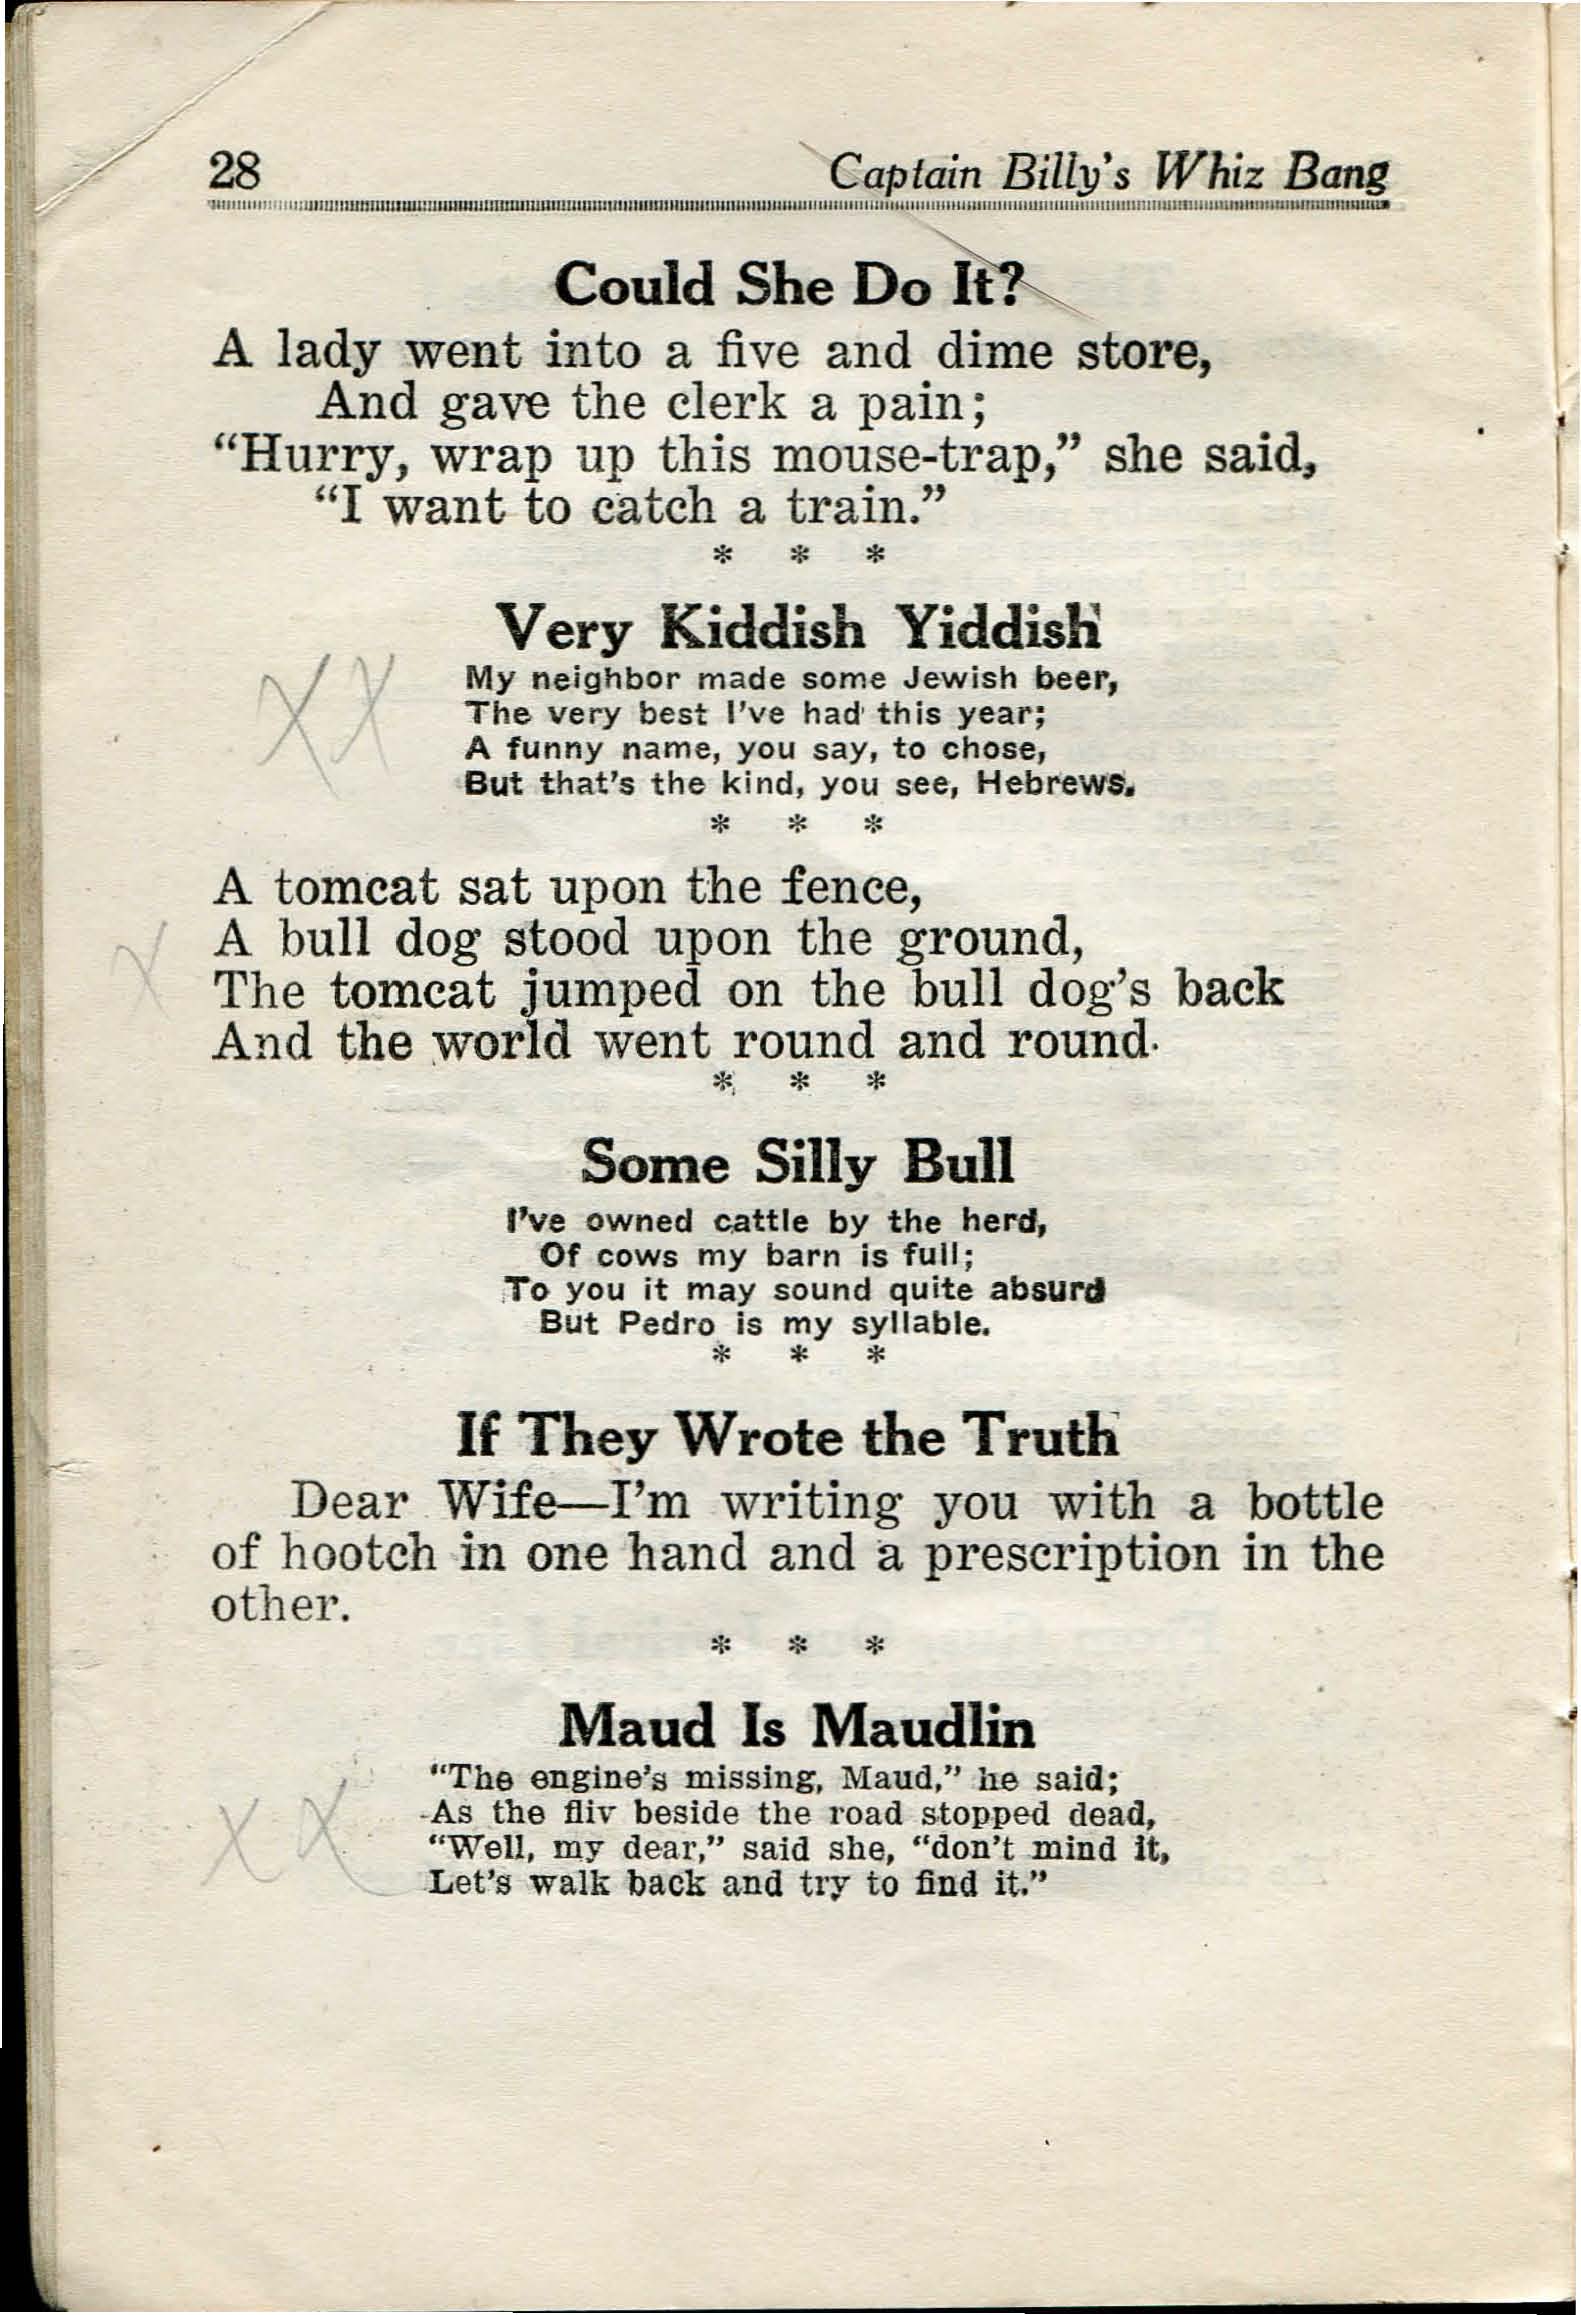 28 Captain Billy's Whiz Bang
Could She Do It?
A lady went into a five and dime store,
And gave the clerk a pain;
“Hurry, wrap up this mouse-trap,” she said,
“I want to catch a train.”
* * *
Very Kiddish Yiddish
My neighbor made some Jewish beer,
The very best I've had this year;
A funny name, you say, to chose,
But that's the kind, you see, Hebrews.
* * *
A tomcat sat upon the fence,
A bull dog stood upon the ground,
The tomcat jumped on the bull dog's back
And the world went round and round.
* * *
Some Silly Bull
I've owned cattle by the herd,
Of cows my barn is full;
To you it may sound quite absurd
But Pedro is my syllable.
* * *
If They Wrote the Truth
Dear Wife—I'm writing you with a bottle
of hootch in one hand and a prescription in the
other.
* * *
Maud Is Maudlin
“The engine's missing, Maud,” he said;
As the fliv beside the road stopped dead,
“Well, my dear,” said she, “don't mind it,
Let's walk back and try to find it.”